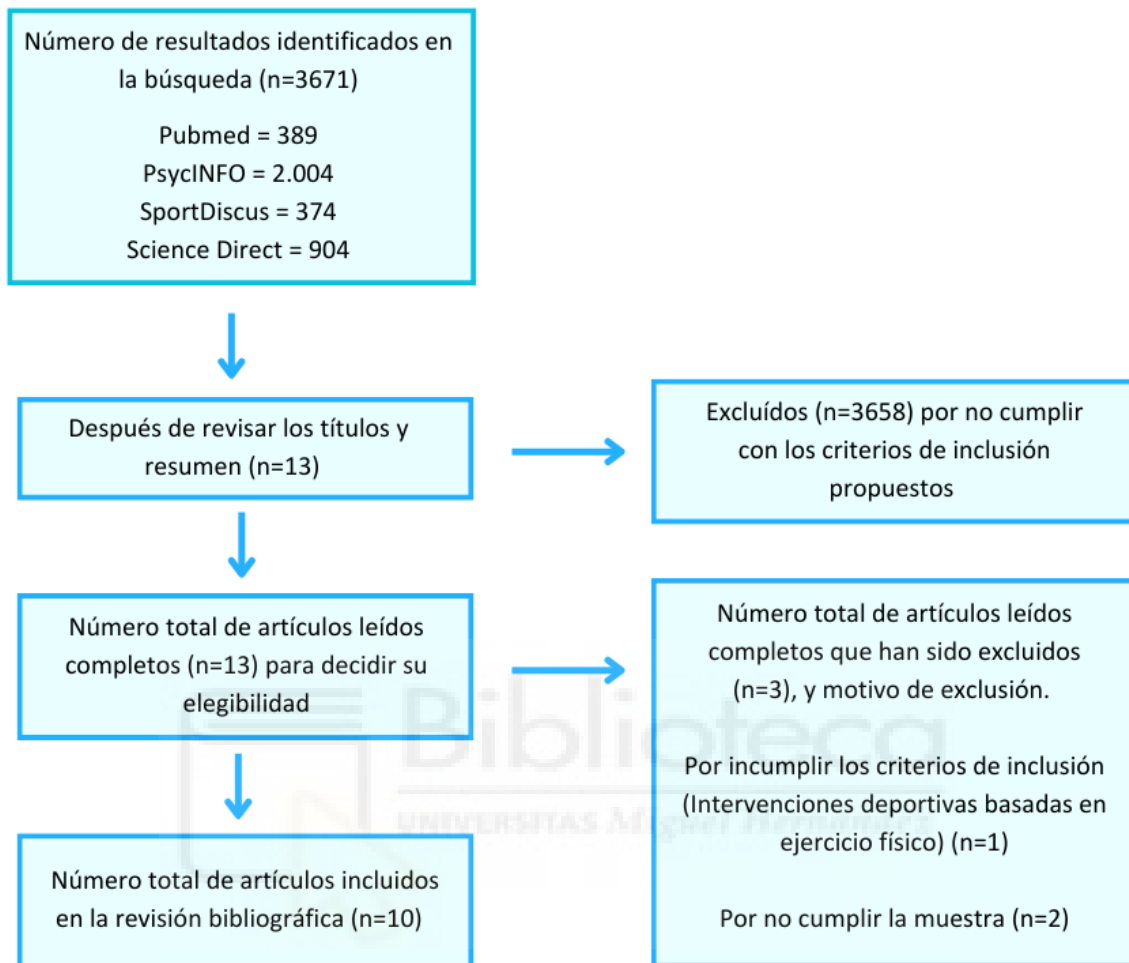 Número de resultados identificados en
la búsqueda (n=3671)
Pubmed = 389
PsycINFO = 2.004
SportDiscus = 374
Science Direct = 904
Después de revisar los títulos y
resumen (n=13)
Excluídos (n=3658) por no cumplir
con los criterios de inclusión
propuestos
Número total de artículos leídos
completos (n=13) para decidir su
elegibilidad
Número total de artículos leídos
completos que han sido excluidos
(n=3), y motivo de exclusión.
Por incumplir los criterios de inclusión
(Intervenciones deportivas basadas en
ejercicio físico) (n=1)
Por no cumplir la muestra (n=2)
Número total de artículos incluidos
en la revisión bibliográfica (n=10)
Biblioteca
UNIVERSITAS Miguel Hernández